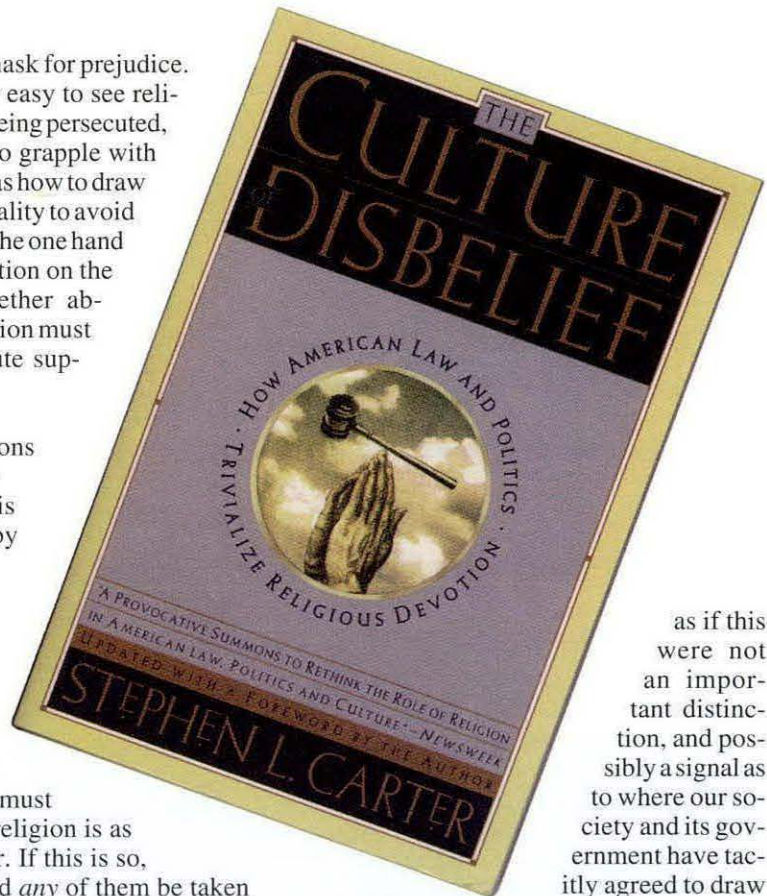 ask for prejudice.
easy to see reli-
eing persecuted,
o grapple with
as how to draw
ality to avoid
he one hand
tion on the
ether ab-
ion must
ute sup-
ons
is
by
must
religion is as
r. If this is so,
d any of them be taken
THE
CULTURE
OF
DISBELIEF
HOW AMERICAN LAW AND POLITICS ·
TRIVIALIZE RELIGIOUS DEVOTION ·
"A PROVOCATIVE SUMMONS TO RETHINK THE ROLE OF RELIGION
IN AMERICAN LAW, POLITICS AND CULTURE" –NEWSWEEK
UPDATED WITH A FOREWORD BY THE AUTHOR
STEPHEN L. CARTER
as if this
were not
an impor-
tant distinc-
tion, and pos-
sibly a signal as
to where our so-
ciety and its gov-
ernment have tac-
itly agreed to draw